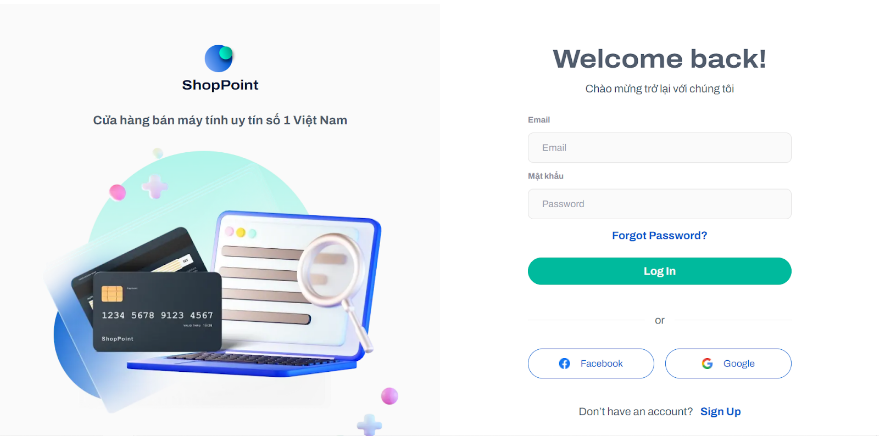 ShopPoint
Cửa hàng bán máy tính uy tín số 1 Việt Nam
1234 5678 9123 4567
ShopPoint
Welcome back!
Chào mừng trở lại với chúng tôi
Email
Email
Mật khẩu
Password
Forgot Password?
Log In
or
Facebook
Google
Don't have an account? Sign Up